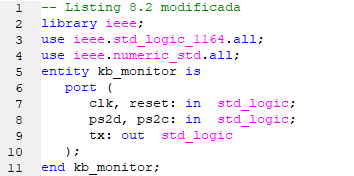 1 -- Listing 8.2 modificada
2 library ieee;
3 use ieee.std_logic_1164.all;
4 use ieee.numeric_std.all;
5 entity kb_monitor is
6 port (
7 clk, reset: in std_logic;
8 ps2d, ps2c: in std_logic;
9 tx: out std_logic
10 );
11 end kb_monitor;